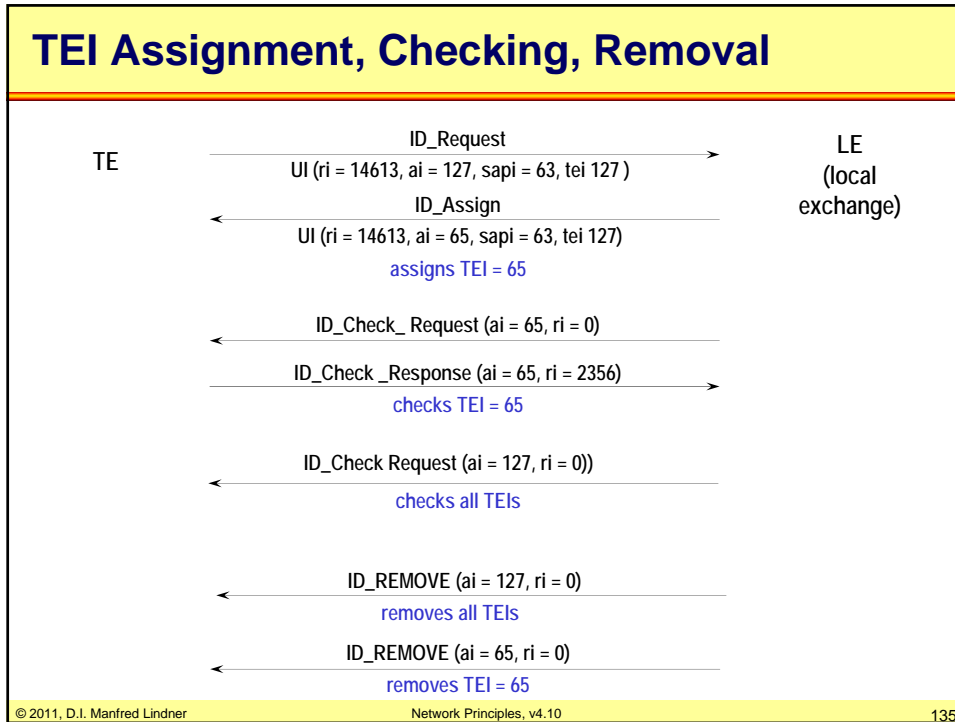 TEI Assignment, Checking, Removal
TE
LE
(local
exchange)
ID_Request
UI (ri = 14613, ai = 127, sapi = 63, tei 127 )
ID_Assign
UI (ri = 14613, ai = 65, sapi = 63, tei 127)
assigns TEI = 65
ID_Check_ Request (ai = 65, ri = 0)
ID_Check _Response (ai = 65, ri = 2356)
checks TEI = 65
ID_Check Request (ai = 127, ri = 0))
checks all TEIs
ID_REMOVE (ai = 127, ri = 0)
removes all TEIs
ID_REMOVE (ai = 65, ri = 0)
removes TEI = 65
© 2011, D.I. Manfred Lindner
Network Principles, v4.10
135